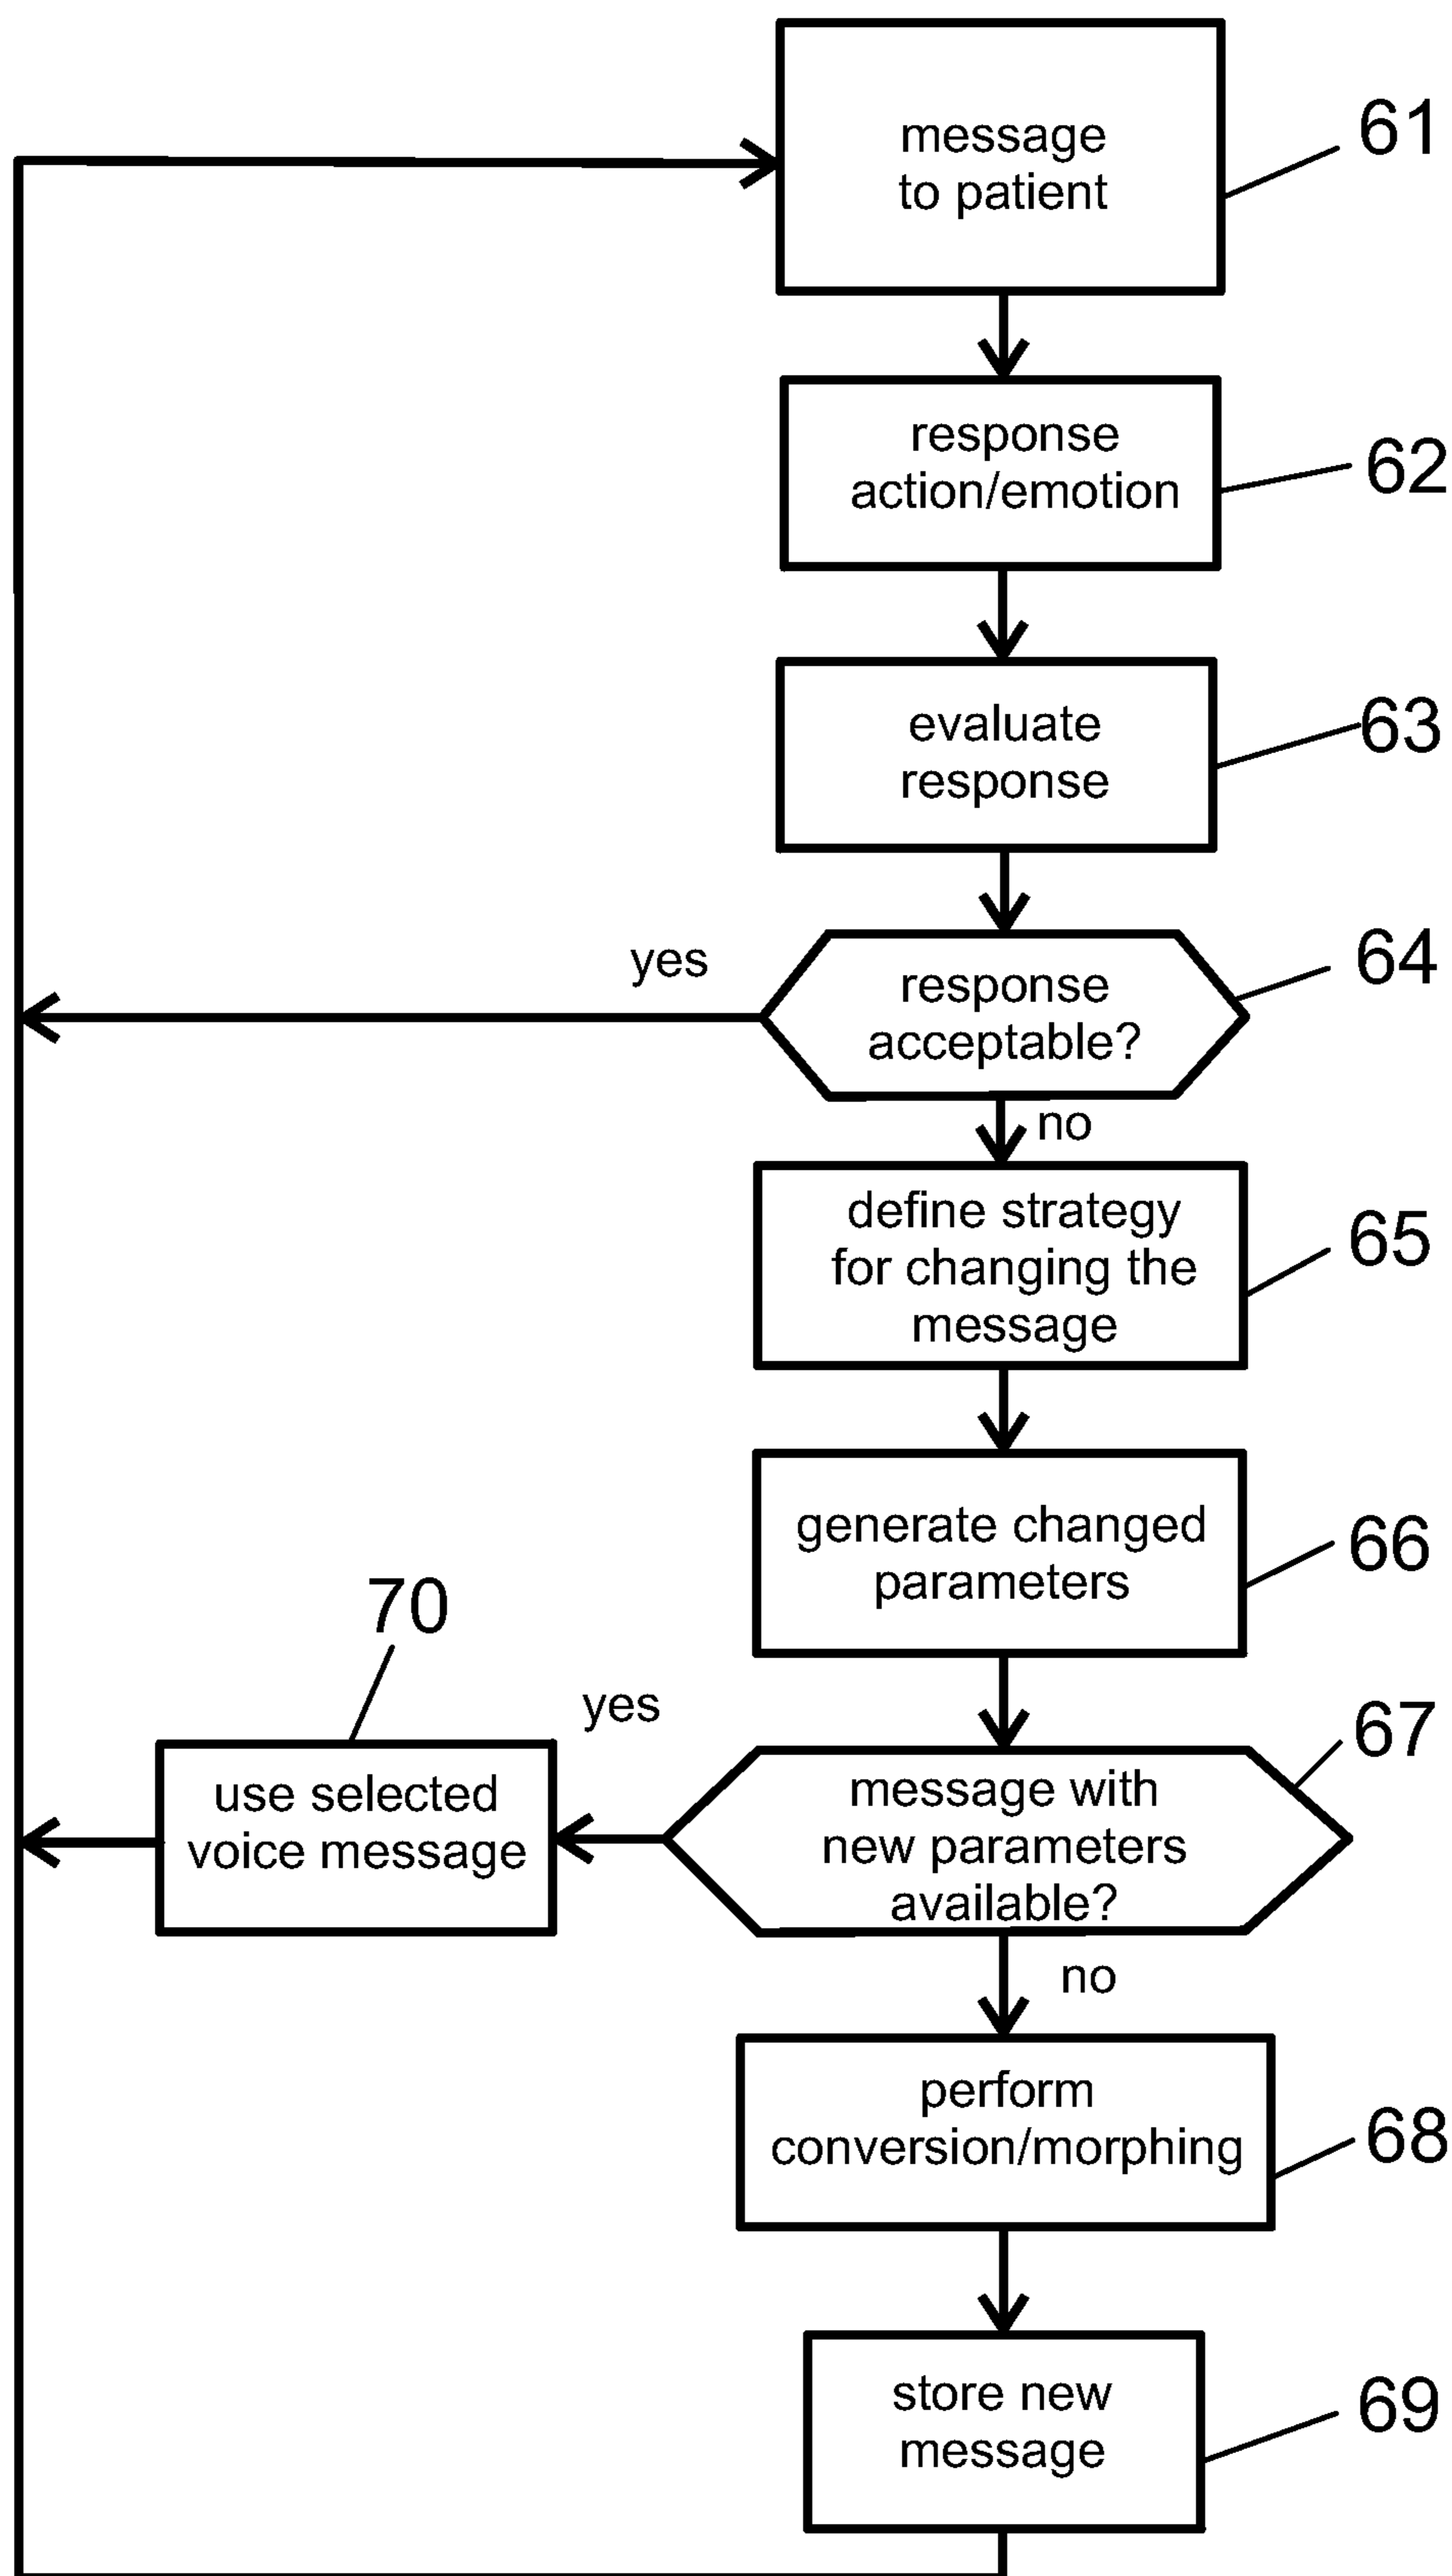 message
to patient
61
response
action/emotion
62
evaluate
response
63
yes
response
acceptable?
64
no
define strategy
for changing the
message
65
generate changed
parameters
66
70
use selected
voice message
yes
message with
new parameters
available?
67
no
perform
conversion/morphing
68
store new
message
69